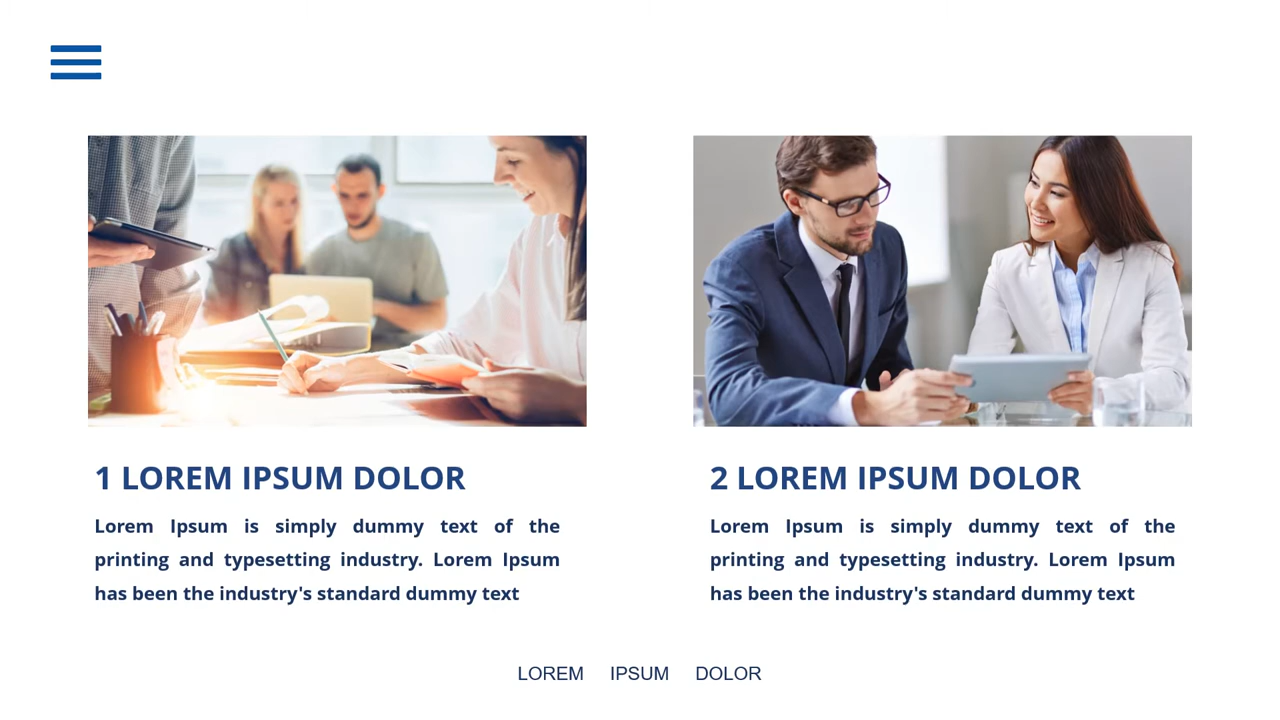 1 LOREM IPSUM DOLOR
Lorem Ipsum is simply dummy text of the
printing and typesetting industry. Lorem Ipsum
has been the industry's standard dummy text
2 LOREM IPSUM DOLOR
Lorem Ipsum is simply dummy text of the
printing and typesetting industry. Lorem Ipsum
has been the industry's standard dummy text
LOREM IPSUM DOLOR